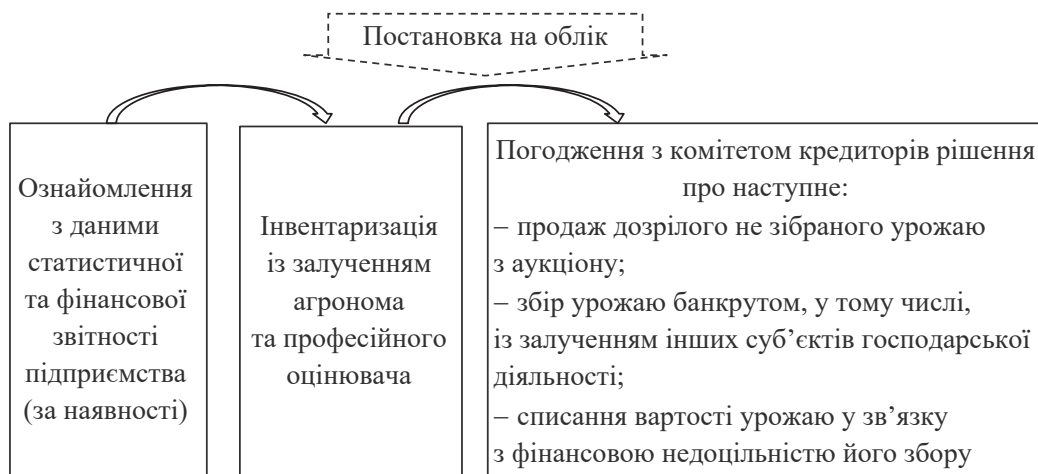 Постановка на облік
Ознайомлення
з даними
статистичної
та фінансової
звітності
підприємства
(за наявності)
Інвентаризація
із залученням
агронома
та професійного
оцінювача
Погодження з комітетом кредиторів рішення
про наступне:
– продаж дозрілого не зібраного урожаю
з аукціону;
– збір урожаю банкрутом, у тому числі,
із залученням інших суб’єктів господарської
діяльності;
– списання вартості урожаю у зв’язку
з фінансовою недоцільністю його збору